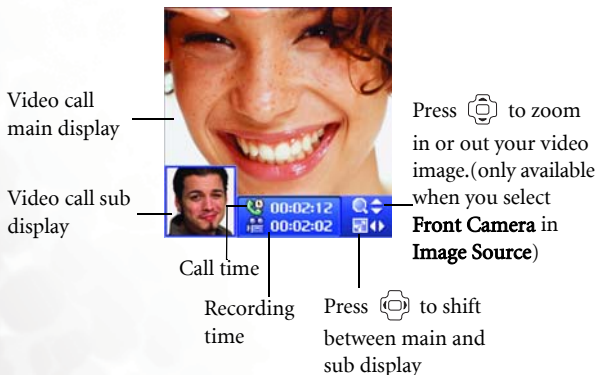 Video call
main display
Video call sub
display
00:02:12
00:02:02
Call time
Recording
time
Press to shift
between main and
sub display
Press to zoom
in or out your video
image.(only available
when you select
Front Camera in
Image Source)